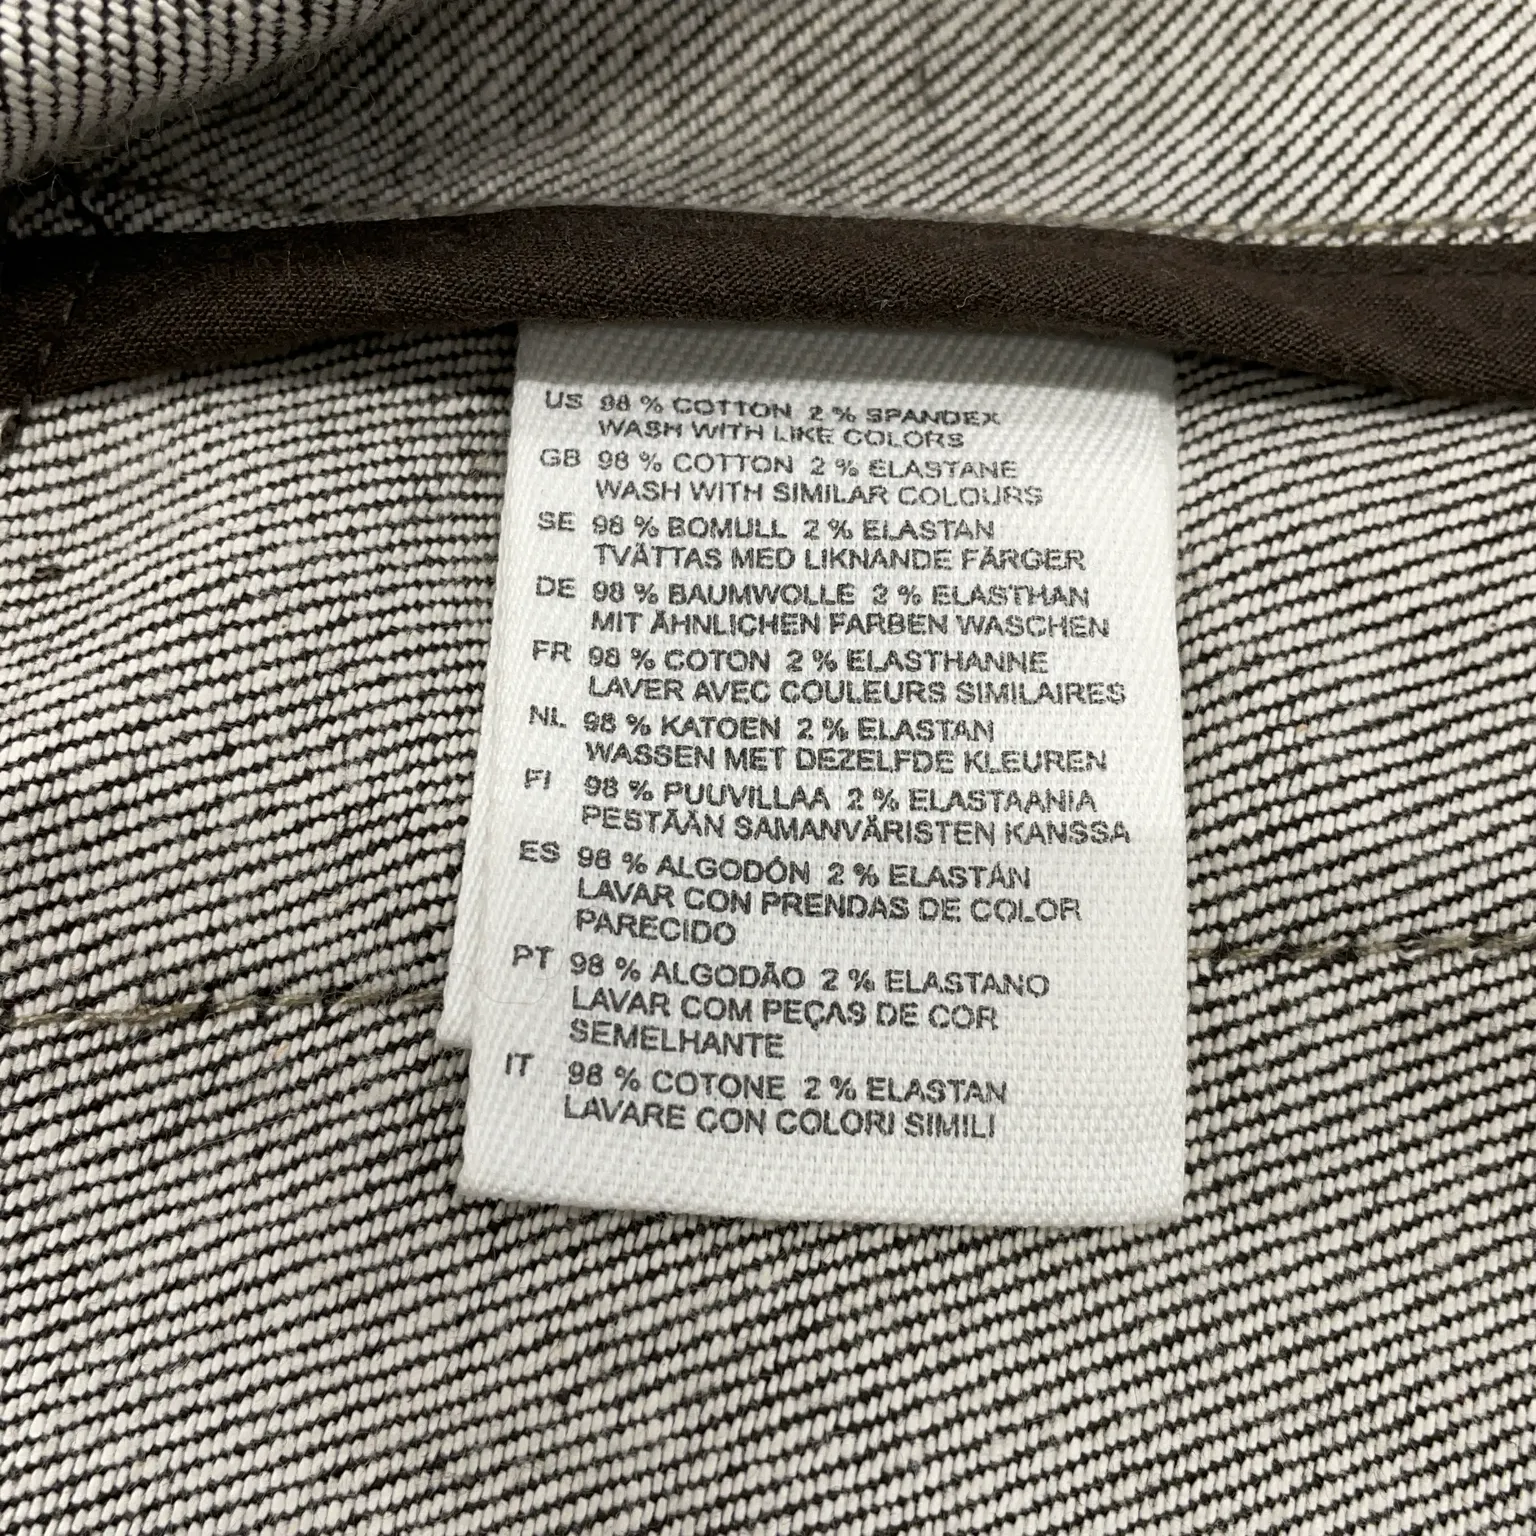 US 98 % COTTON 2 % SPANDEX
WASH WITH LIKE COLORS
GB 98 % COTTON 2 % ELASTANE
WASH WITH SIMILAR COLOURS
SE 98 % BOMULL 2 % ELASTAN
TVÄTTAS MED LIKNANDE FÄRGER
DE 98 % BAUMWOLLE 2 % ELASTHAN
MIT ÄHNLICHEN FARBEN WASCHEN
FR 98 % COTON 2 % ELASTHANNE
LAVER AVEC COULEURS SIMILAIRES
NL 98 % KATOEN 2 % ELASTAN
WASSEN MET DEZELFDE KLEUREN
FI 98 % PUUVILLAA 2 % ELASTAANIA
PESTÄÄN SAMANVÄRISTEN KANSSA
ES 98 % ALGODÓN 2 % ELASTÁN
LAVAR CON PRENDAS DE COLOR
PARECIDO
PT 98 % ALGODÃO 2 % ELASTANO
LAVAR COM PEÇAS DE COR
SEMELHANTE
IT 98 % COTONE 2 % ELASTAN
LAVARE CON COLORI SIMILI